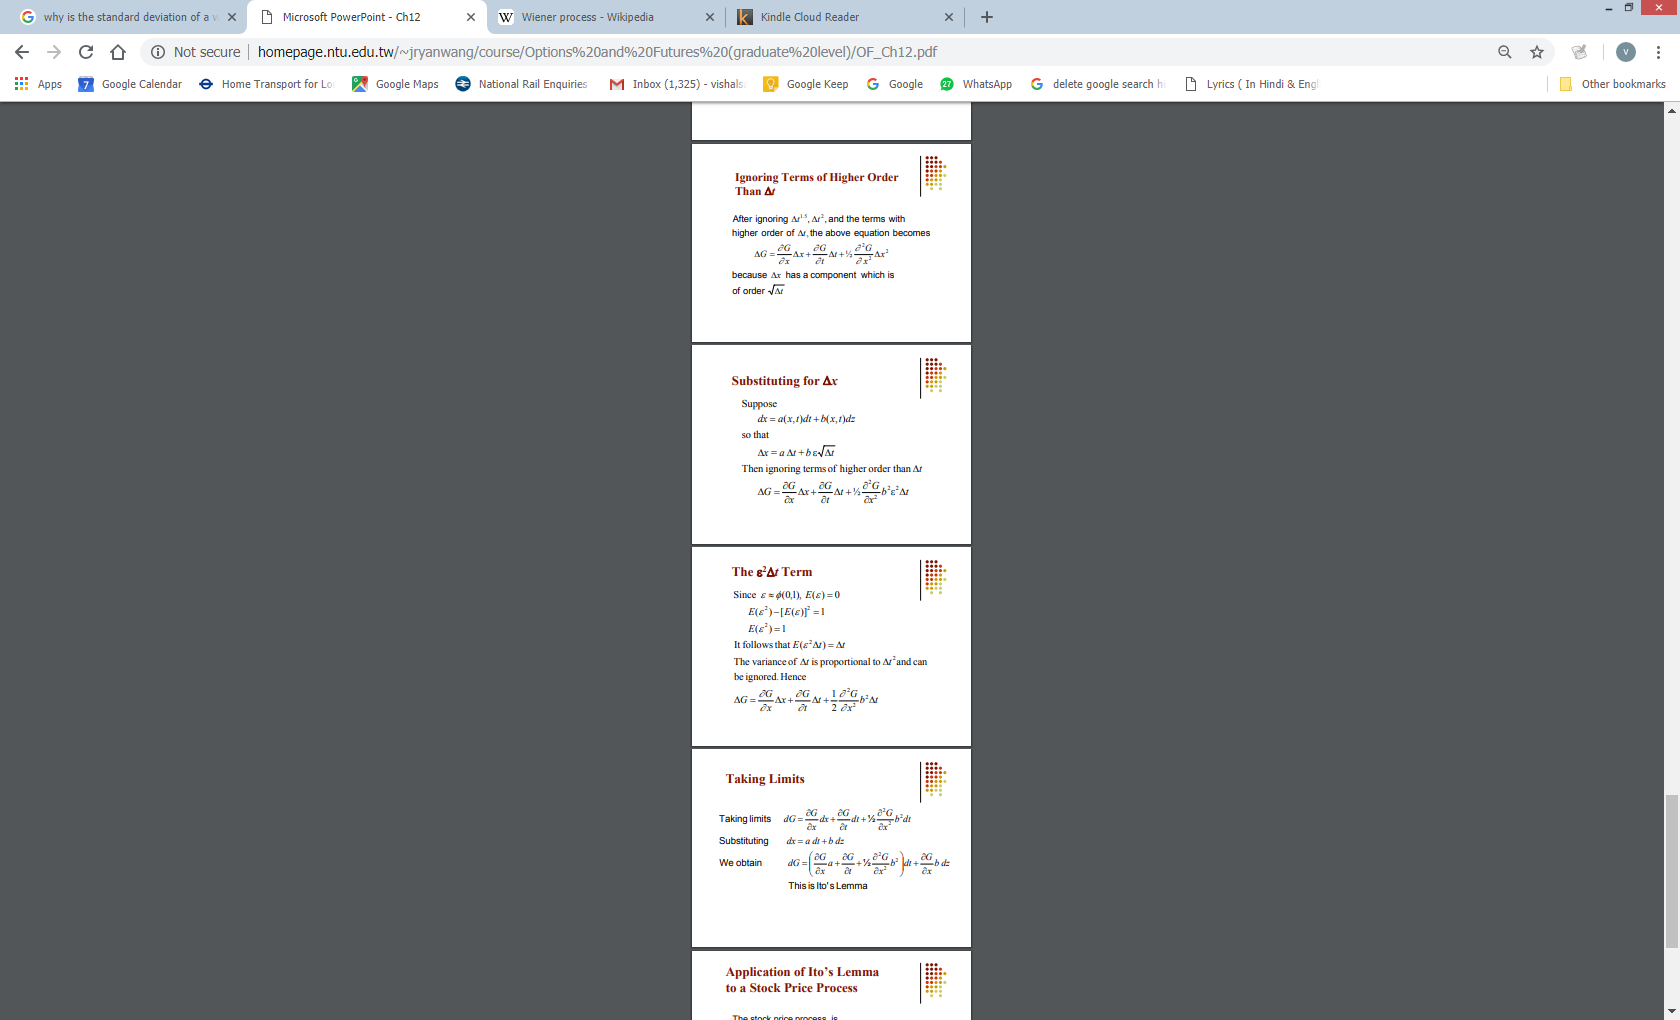 why is the standard deviation of a w
Microsoft PowerPoint - Ch12
Wiener process - Wikipedia
Kindle Cloud Reader
Not secure | homepage.ntu.edu.tw/~jryanwang/course/Options%20and%20Futures%20(graduate%20level)/OF_Ch12.pdf
Apps
Google Calendar
Home Transport for Lo
Google Maps
National Rail Enquiries
Inbox (1,325) - vishals
Google Keep
Google
WhatsApp
delete google search hi
Lyrics ( In Hindi & Engl
Other bookmarks
Ignoring Terms of Higher Order
Than Δt
After ignoring Δt^1.5, Δt², and the terms with
higher order of Δt, the above equation becomes
ΔG = ∂G/∂x Δx + ∂G/∂t Δt + ½ ∂²G/∂x² Δx²
because Δx has a component which is
of order √Δt
Substituting for Δx
Suppose
dx = a(x,t)dt + b(x,t)dz
so that
Δx = a Δt + b ε√Δt
Then ignoring terms of higher order than Δt
ΔG = ∂G/∂x Δx + ∂G/∂t Δt + ½ ∂²G/∂x² b²ε²Δt
The ε²Δt Term
Since ε ≈ ϕ(0,1), E(ε) = 0
E(ε²) − [E(ε)]² = 1
E(ε²) = 1
It follows that E(ε²Δt) = Δt
The variance of Δt is proportional to Δt² and can
be ignored. Hence
ΔG = ∂G/∂x Δx + ∂G/∂t Δt + 1/2 ∂²G/∂x² b²Δt
Taking Limits
Taking limits dG = ∂G/∂x dx + ∂G/∂t dt + ½ ∂²G/∂x² b²dt
Substituting dx = a dt + b dz
We obtain dG = (∂G/∂x a + ∂G/∂t + ½ ∂²G/∂x² b²)dt + ∂G/∂x b dz
This is Ito's Lemma
Application of Ito's Lemma
to a Stock Price Process
The stock price process is